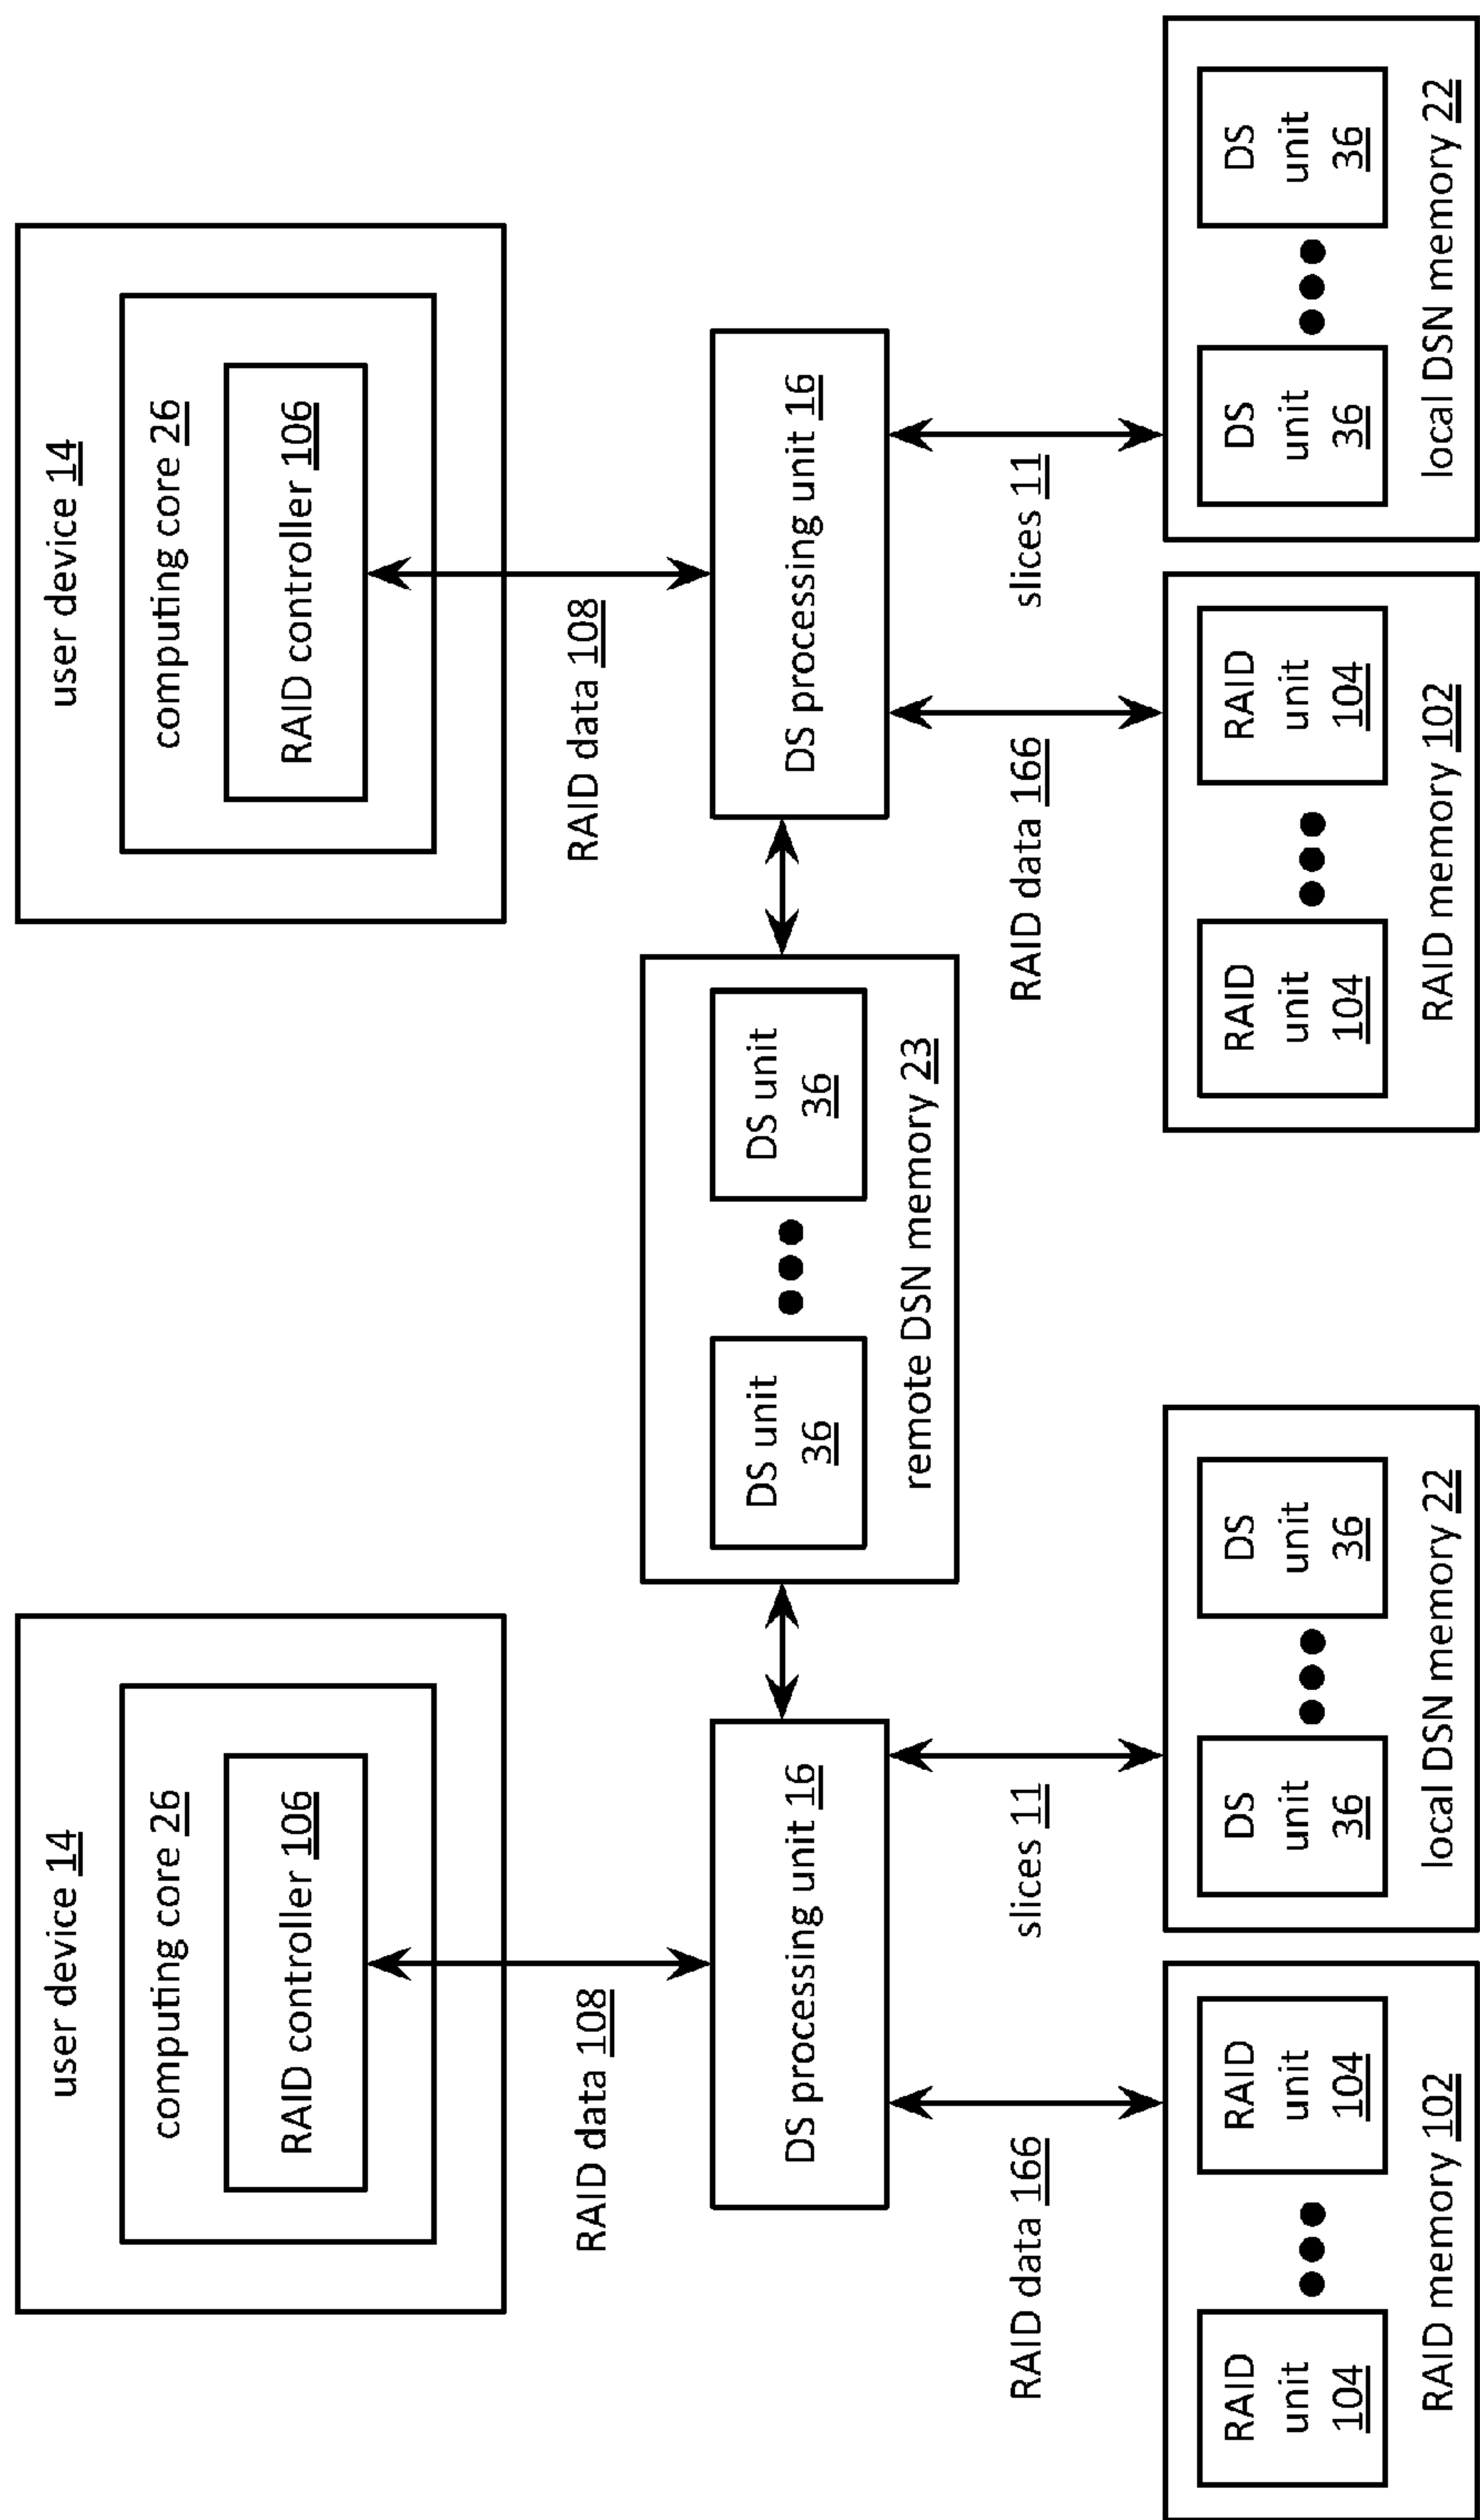 user device 14
computing core 26
RAID controller 106
RAID data 108
DS processing unit 16
RAID data 166
slices 11
RAID
unit
104
RAID
unit
104
RAID memory 102
DS
unit
36
DS
unit
36
local DSN memory 22
DS unit
36
DS unit
36
remote DSN memory 23
user device 14
computing core 26
RAID controller 106
RAID data 108
DS processing unit 16
RAID data 166
slices 11
RAID
unit
104
RAID
unit
104
RAID memory 102
DS
unit
36
DS
unit
36
local DSN memory 22